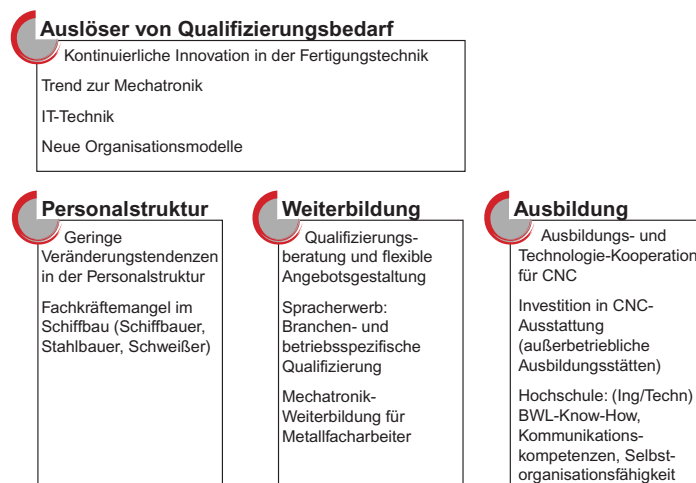 Auslöser von Qualifizierungsbedarf
Kontinuierliche Innovation in der Fertigungstechnik
Trend zur Mechatronik
IT-Technik
Neue Organisationsmodelle
Personalstruktur
Geringe
Veränderungstendenzen
in der Personalstruktur
Fachkräftemangel im
Schiffbau (Schiffbauer,
Stahlbauer, Schweißer)
Weiterbildung
Qualifizierungs-
beratung und flexible
Angebotsgestaltung
Spracherwerb:
Branchen- und
betriebsspezifische
Qualifizierung
Mechatronik-
Weiterbildung für
Metallfacharbeiter
Ausbildung
Ausbildungs- und
Technologie-Kooperation
für CNC
Investition in CNC-
Ausstattung
(außerbetriebliche
Ausbildungsstätten)
Hochschule: (Ing/Techn)
BWL-Know-How,
Kommunikations-
kompetenzen, Selbst-
organisationsfähigkeit